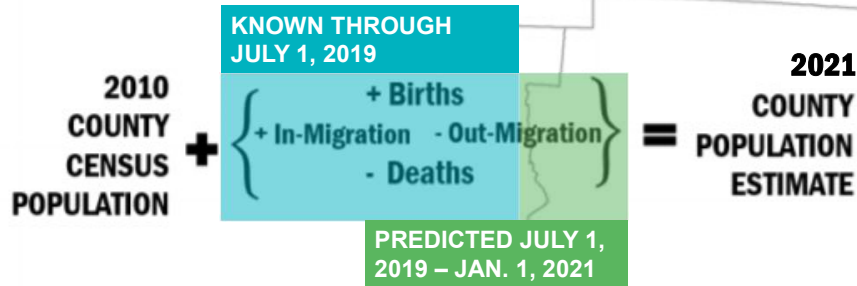 KNOWN THROUGH
JULY 1, 2019
2010
COUNTY
CENSUS
POPULATION
+
{
+ Births
+ In-Migration - Out-Migration
- Deaths
}
=
2021
COUNTY
POPULATION
ESTIMATE
PREDICTED JULY 1,
2019 – JAN. 1, 2021